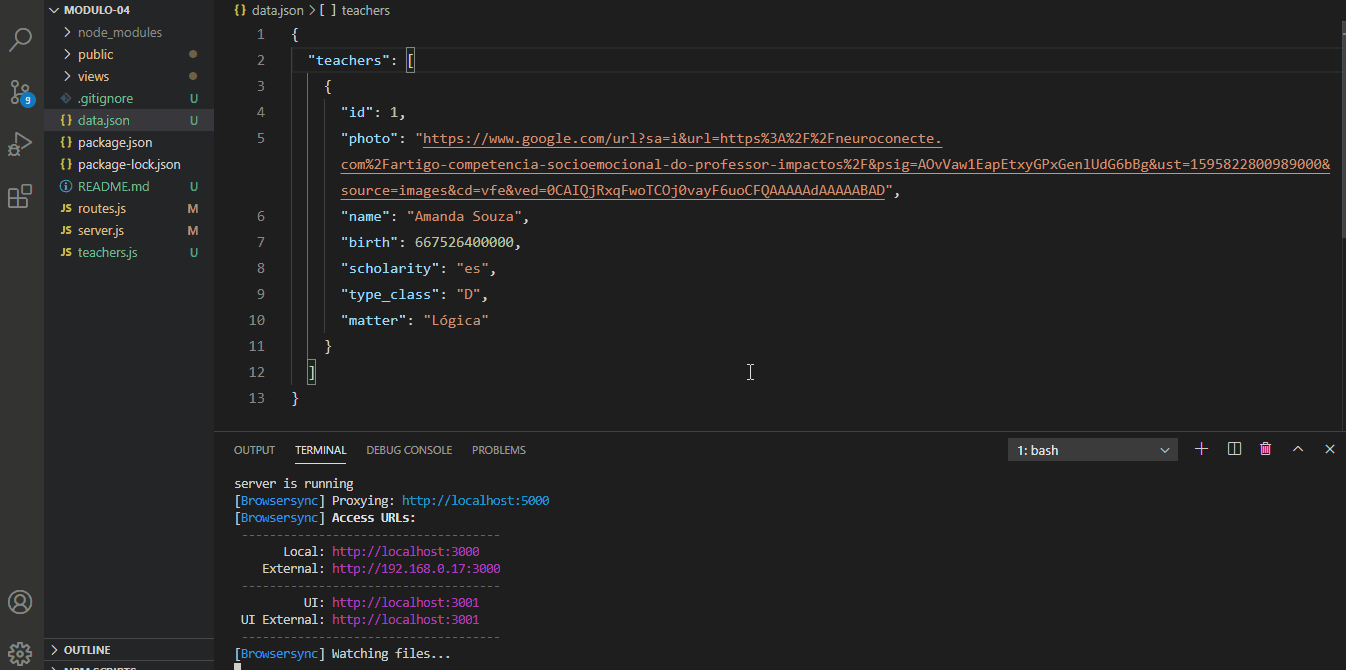 MODULO-04
node_modules
public
views
.gitignore U
data.json U
package.json
package-lock.json
README.md U
routes.js M
server.js M
teachers.js U
OUTLINE
NPM SCRIPTS
9
{} data.json > [ ] teachers
1 {
2 "teachers": [
3 {
4 "id": 1,
5 "photo": "https://www.google.com/url?sa=i&url=https%3A%2F%2Fneuroconecte.
com%2Fartigo-competencia-socioemocional-do-professor-impactos%2F&psig=AOvVaw1EapEtxyGPxGenlUdG6bBg&ust=1595822800989000&
source=images&cd=vfe&ved=0CAIQjRxqFwoTCOj0vayF6uoCFQAAAAAdAAAAABAD",
6 "name": "Amanda Souza",
7 "birth": 667526400000,
8 "scholarity": "es",
9 "type_class": "D",
10 "matter": "Lógica"
11 }
12 ]
13 }
OUTPUT TERMINAL DEBUG CONSOLE PROBLEMS 1: bash
server is running
[Browsersync] Proxying: http://localhost:5000
[Browsersync] Access URLs:
--------------------------------
Local: http://localhost:3000
External: http://192.168.0.17:3000
--------------------------------
UI: http://localhost:3001
UI External: http://localhost:3001
--------------------------------
[Browsersync] Watching files...